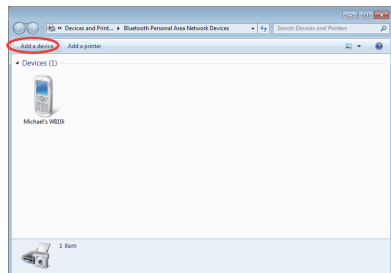 « Devices and Print... ▸ Bluetooth Personal Area Network Devices
Search Devices and Printers
Add a device Add a printer
Devices (1)
Michael's W810i
1 item